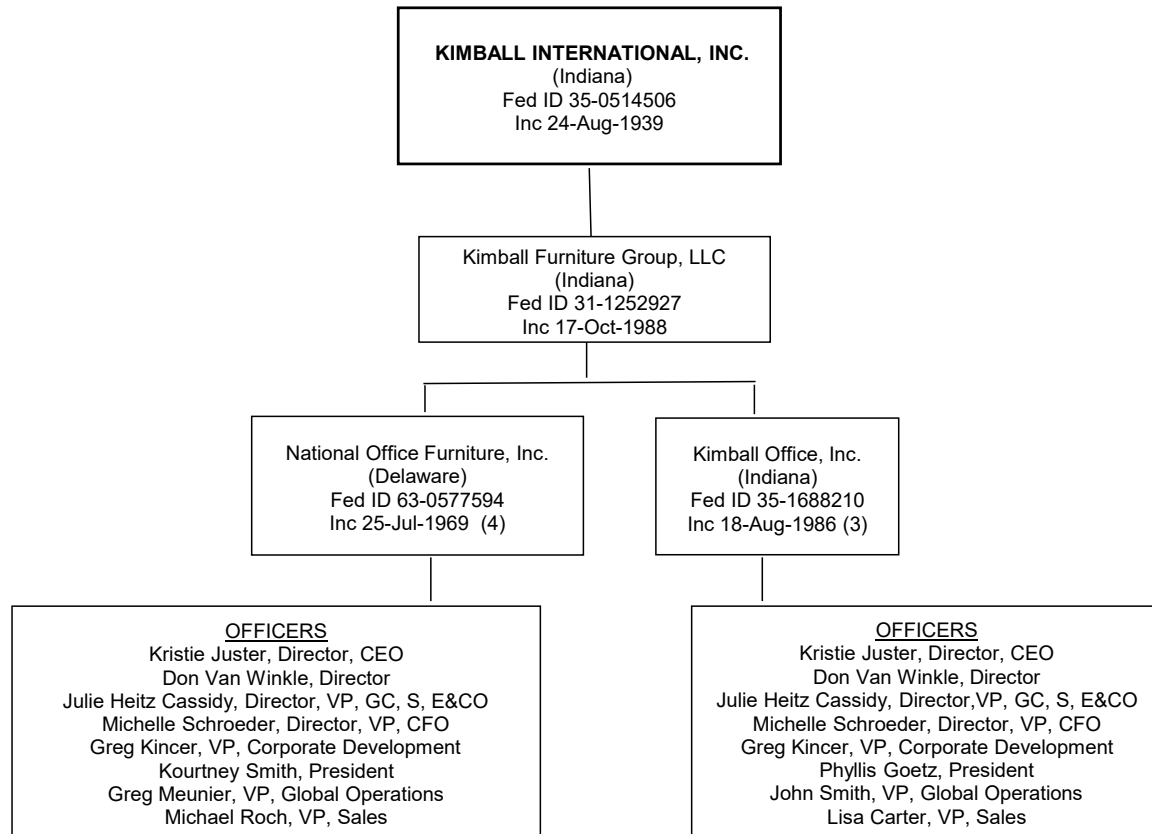 KIMBALL INTERNATIONAL, INC.
(Indiana)
Fed ID 35-0514506
Inc 24-Aug-1939
Kimball Furniture Group, LLC
(Indiana)
Fed ID 31-1252927
Inc 17-Oct-1988
National Office Furniture, Inc.
(Delaware)
Fed ID 63-0577594
Inc 25-Jul-1969 (4)
Kimball Office, Inc.
(Indiana)
Fed ID 35-1688210
Inc 18-Aug-1986 (3)
OFFICERS
Kristie Juster, Director, CEO
Don Van Winkle, Director
Julie Heitz Cassidy, Director, VP, GC, S, E&CO
Michelle Schroeder, Director, VP, CFO
Greg Kincer, VP, Corporate Development
Kourtney Smith, President
Greg Meunier, VP, Global Operations
Michael Roch, VP, Sales
OFFICERS
Kristie Juster, Director, CEO
Don Van Winkle, Director
Julie Heitz Cassidy, Director,VP, GC, S, E&CO
Michelle Schroeder, Director, VP, CFO
Greg Kincer, VP, Corporate Development
Phyllis Goetz, President
John Smith, VP, Global Operations
Lisa Carter, VP, Sales